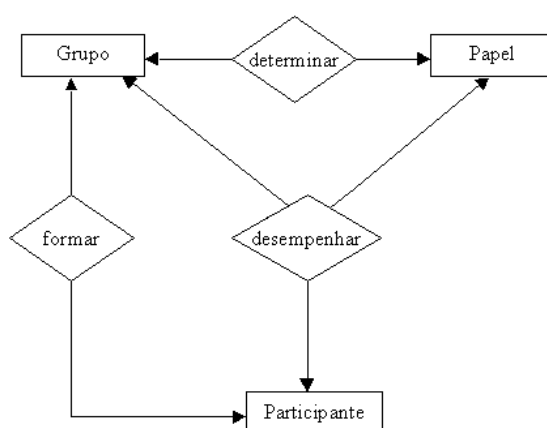 Grupo
determinar
Papel
formar
desempenhar
Participante